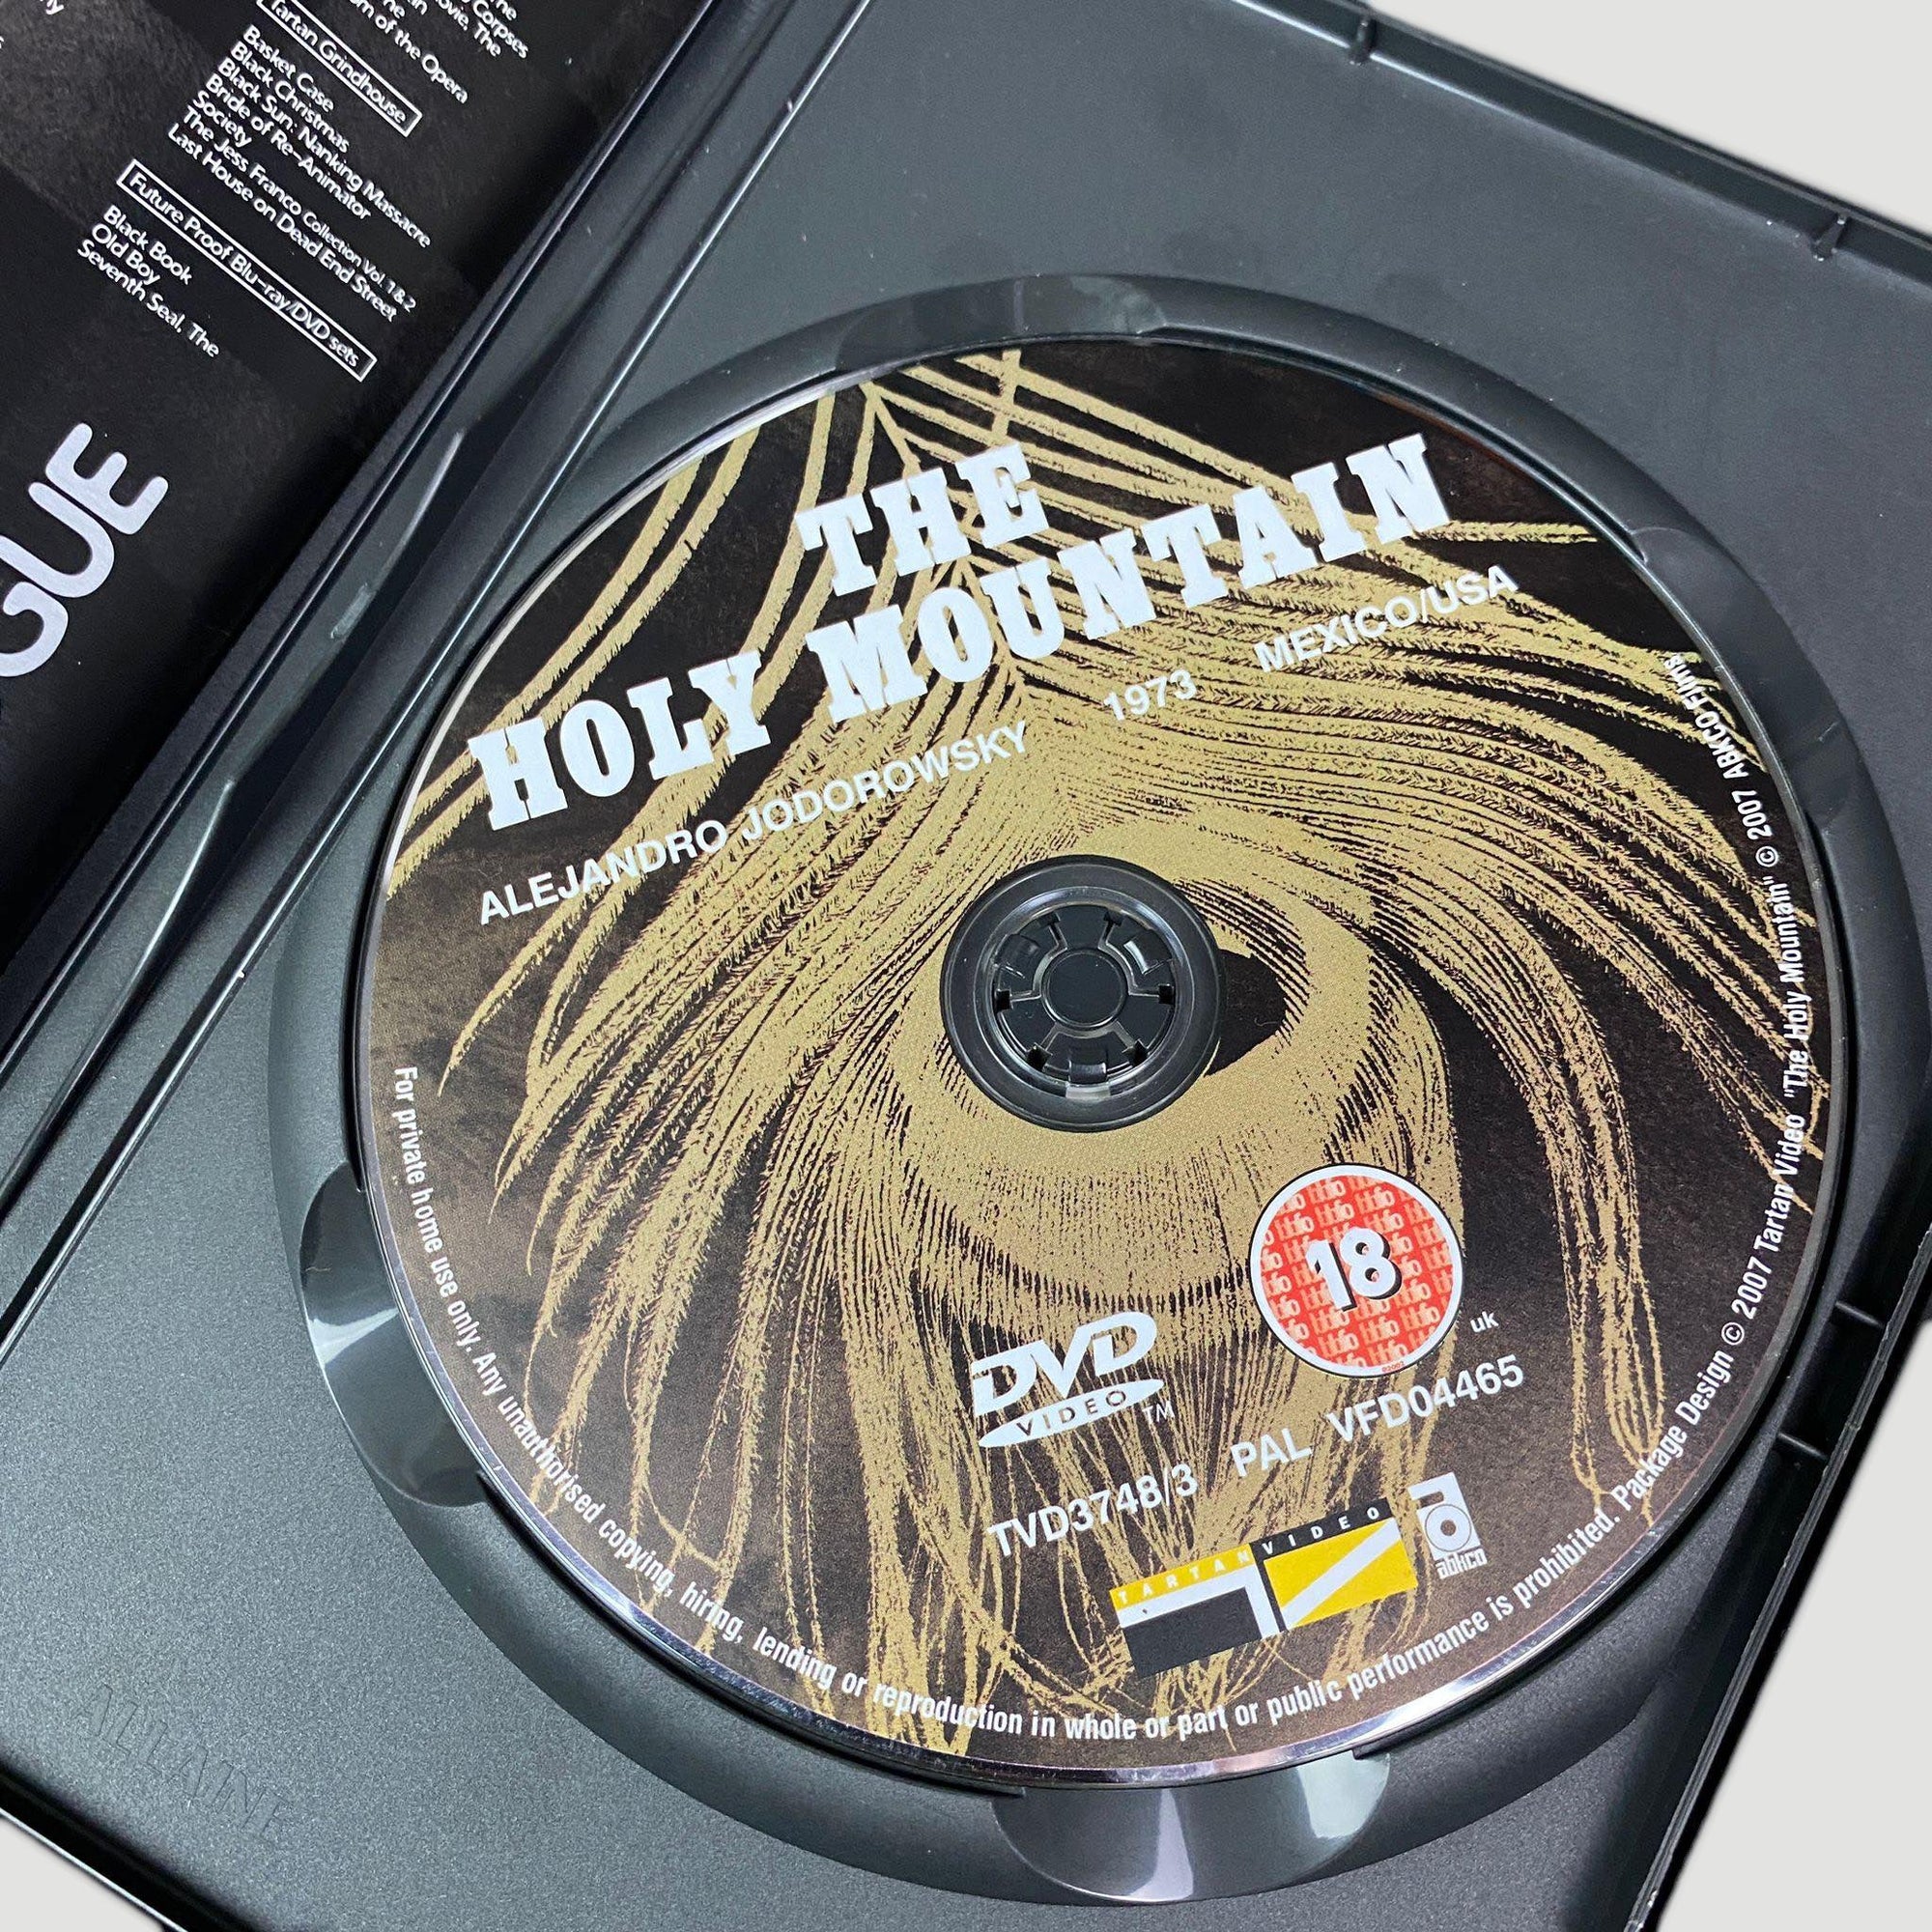 of the Opera
Tartan Grindhouse
Basket Case
Black Christmas
Black Sun: Nanking Massacre
Bride of Re-Animator
Society
The Jess Franco Collection Vol. 1&2
Last House on Dead End Street
Future Proof Blu-ray/DVD sets
Black Book
Old Boy
Seventh Seal, The
GUE
THE
HOLY MOUNTAIN
ALEJANDRO JODOROWSKY 1973 MEXICO/USA
18
uk
DVD
VIDEO TM
TVD3748/3 PAL VFD04465
TARTAN VIDEO
abkco
For private home use only. Any unauthorised copying, hiring, lending or reproduction in whole or part or public performance is prohibited. Package Design © 2007 Tartan Video "The Holy Mountain" © 2007 ABKCO Films